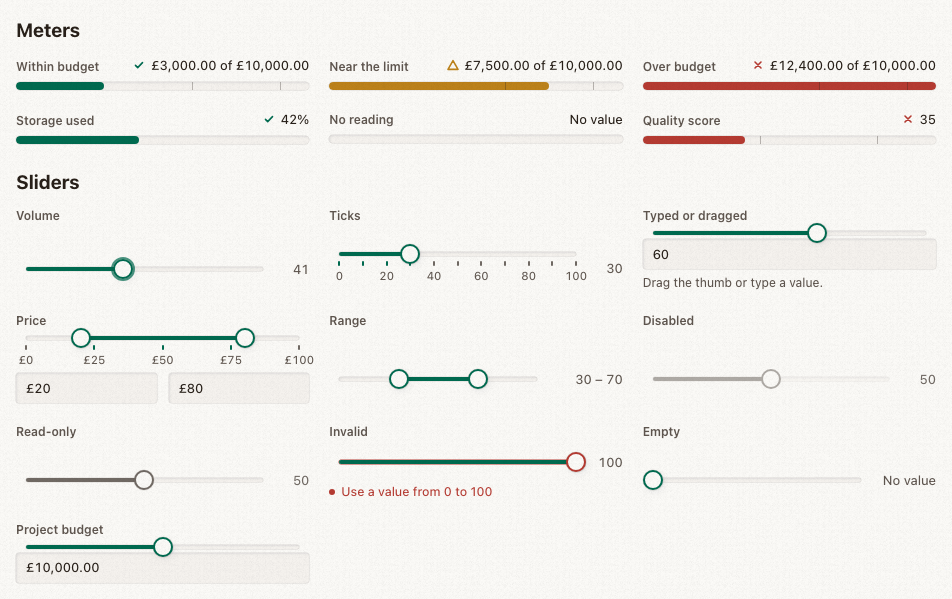 Meters
Within budget £3,000.00 of £10,000.00
Near the limit £7,500.00 of £10,000.00
Over budget £12,400.00 of £10,000.00
Storage used 42%
No reading No value
Quality score 35
Sliders
Volume
41
Ticks
0 20 40 60 80 100
30
Typed or dragged
60
Drag the thumb or type a value.
Price
£0 £25 £50 £75 £100
£20 £80
Range
30 – 70
Disabled
50
Read-only
50
Invalid
100
Use a value from 0 to 100
Empty
No value
Project budget
£10,000.00